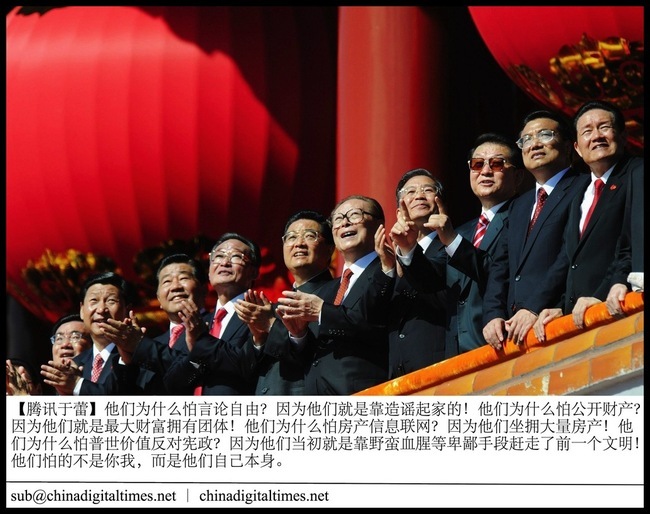 【腾讯于蕾】他们为什么怕言论自由？因为他们就是靠造谣起家的！他们为什么怕公开财产？
因为他们就是最大财富拥有团体！他们为什么怕房产信息联网？因为他们坐拥大量房产！他
们为什么怕普世价值反对宪政？因为他们当初就是靠野蛮血腥等卑鄙手段赶走了前一个文明！
他们怕的不是你我，而是他们自己本身。
sub@chinadigitaltimes.net | chinadigitaltimes.net